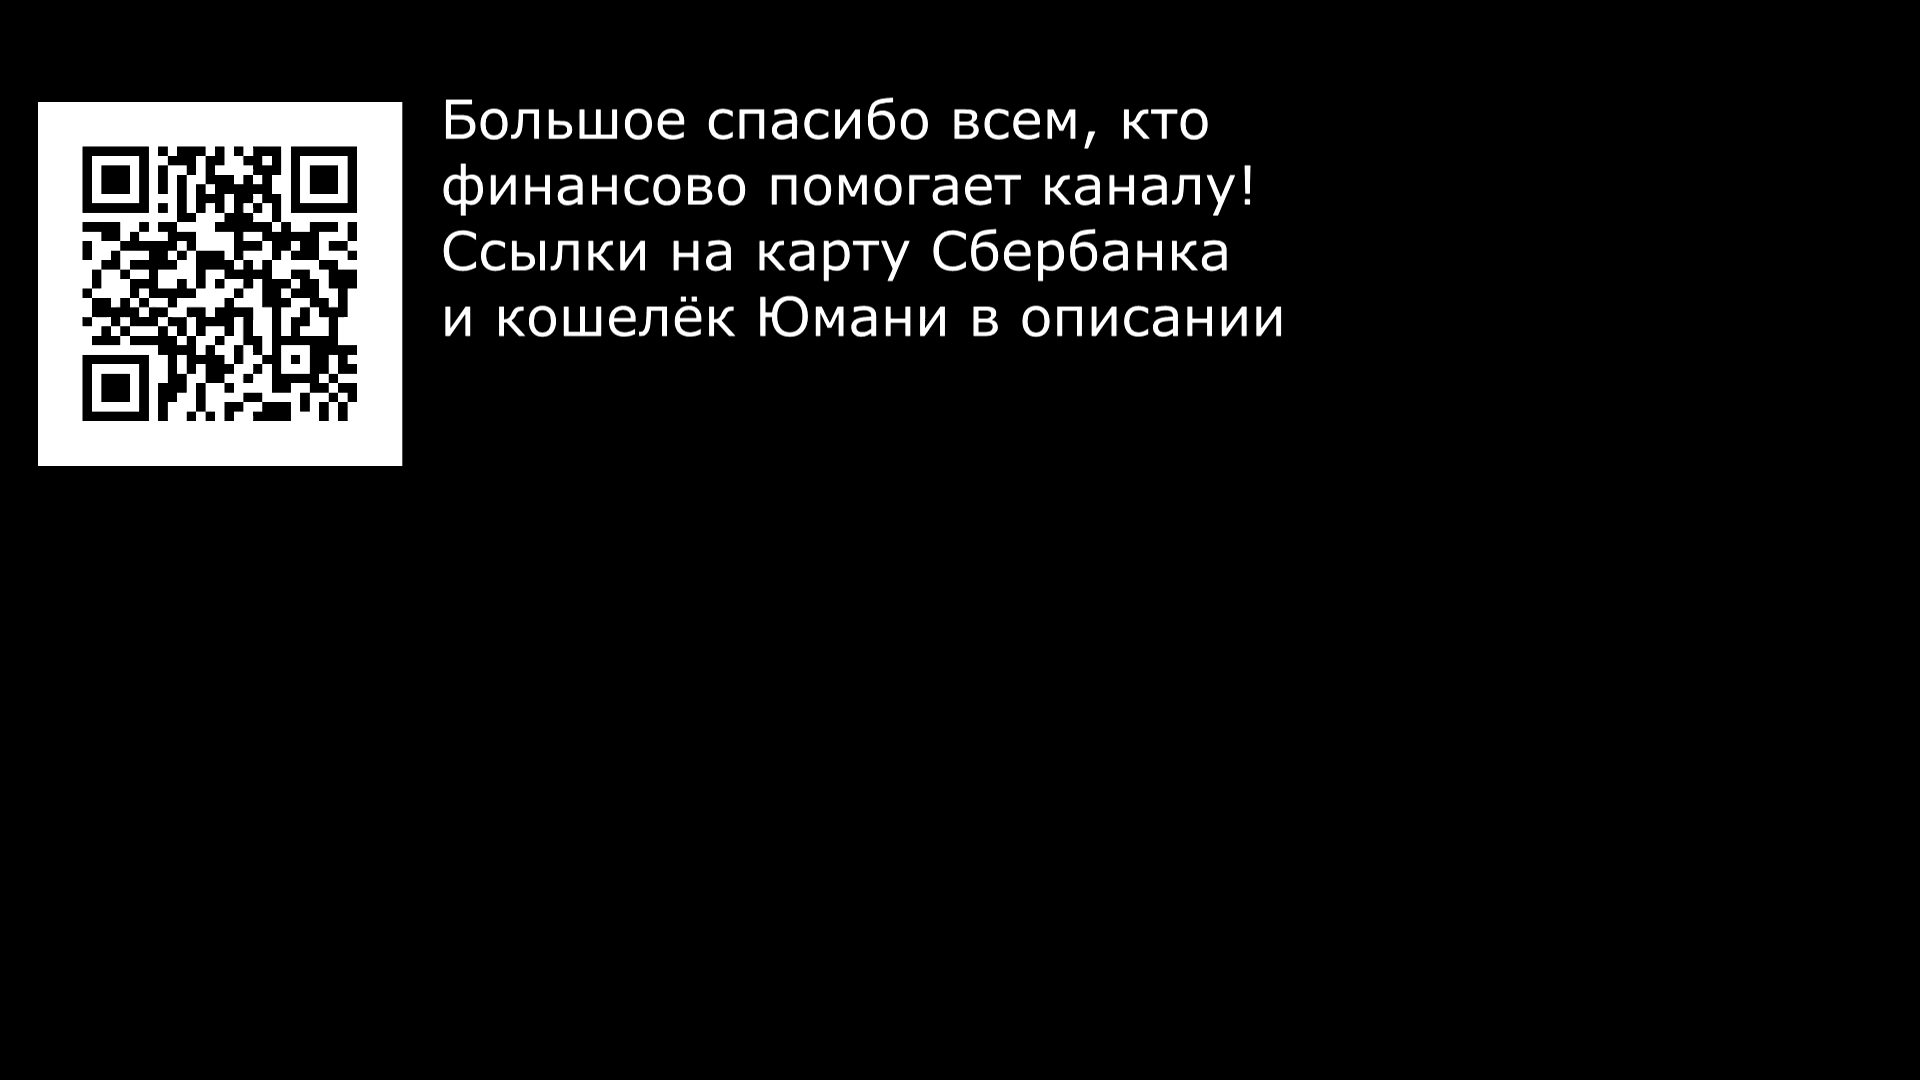 Большое спасибо всем, кто
финансово помогает каналу!
Ссылки на карту Сбербанка
и кошелёк Юмани в описании